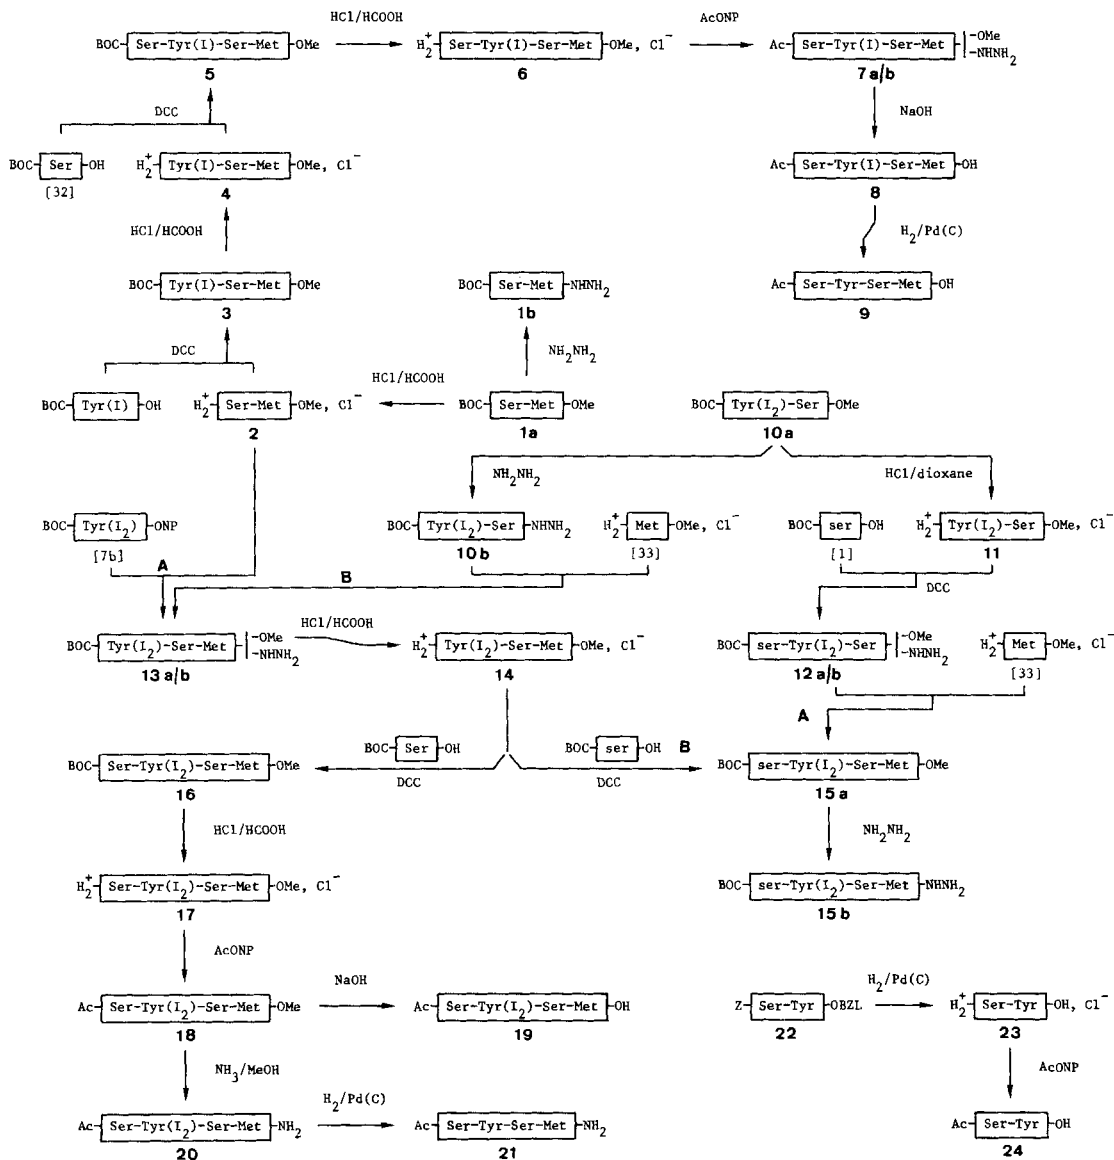 HCl/HCOOH
AcONP
BOC- Ser-Tyr(I)-Ser-Met -OMe
H₂⁺ Ser-Tyr(I)-Ser-Met -OMe, Cl⁻
Ac- Ser-Tyr(I)-Ser-Met -OMe
-NHNH₂
5
6
7a/b
DCC
NaOH
BOC- Ser -OH
H₂⁺ Tyr(I)-Ser-Met -OMe, Cl⁻
Ac- Ser-Tyr(I)-Ser-Met -OH
[32]
4
8
HCl/HCOOH
H₂/Pd(C)
BOC- Tyr(I)-Ser-Met -OMe
BOC- Ser-Met -NHNH₂
Ac- Ser-Tyr-Ser-Met -OH
3
1b
9
DCC
NH₂NH₂
HCl/HCOOH
BOC- Tyr(I) -OH
H₂⁺ Ser-Met -OMe, Cl⁻
BOC- Ser-Met -OMe
BOC- Tyr(I₂)-Ser -OMe
2
1a
10a
NH₂NH₂
HCl/dioxane
BOC- Tyr(I₂) -ONP
BOC- Tyr(I₂)-Ser -NHNH₂
H₂⁺ Met -OMe, Cl⁻
BOC- ser -OH
H₂⁺ Tyr(I₂)-Ser -OMe, Cl⁻
[7b]
10b
[33]
[1]
11
A
B
DCC
HCl/HCOOH
BOC- Tyr(I₂)-Ser-Met -OMe
-NHNH₂
H₂⁺ Tyr(I₂)-Ser-Met -OMe, Cl⁻
BOC- ser-Tyr(I₂)-Ser -OMe
-NHNH₂
H₂⁺ Met -OMe, Cl⁻
13a/b
14
12a/b
[33]
A
BOC- Ser -OH
BOC- ser -OH
B
BOC- Ser-Tyr(I₂)-Ser-Met -OMe
DCC
DCC
BOC- ser-Tyr(I₂)-Ser-Met -OMe
16
15a
HCl/HCOOH
NH₂NH₂
H₂⁺ Ser-Tyr(I₂)-Ser-Met -OMe, Cl⁻
BOC- ser-Tyr(I₂)-Ser-Met -NHNH₂
17
15b
AcONP
NaOH
H₂/Pd(C)
Ac- Ser-Tyr(I₂)-Ser-Met -OMe
Ac- Ser-Tyr(I₂)-Ser-Met -OH
Z- Ser-Tyr -OBZL
H₂⁺ Ser-Tyr -OH, Cl⁻
18
19
22
23
NH₃/MeOH
H₂/Pd(C)
AcONP
Ac- Ser-Tyr(I₂)-Ser-Met -NH₂
Ac- Ser-Tyr-Ser-Met -NH₂
Ac- Ser-Tyr -OH
20
21
24